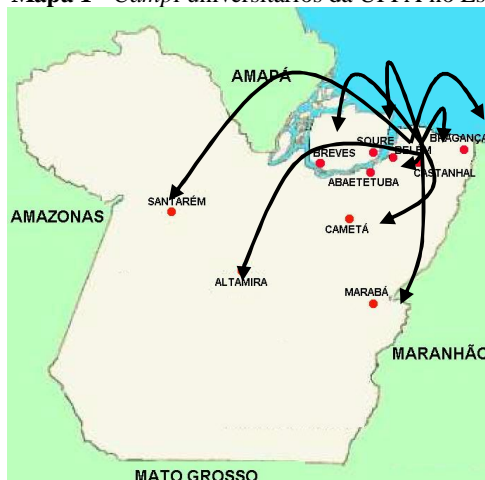 Mapa 1 - Campi universitários da UFPA no Es
AMAPÁ
SOURE
BELÉM
BRAGANÇA
BREVES
CASTANHAL
ABAETETUBA
AMAZONAS
SANTARÉM
CAMETÁ
ALTAMIRA
MARABÁ
MARANHÃO
MATO GROSSO